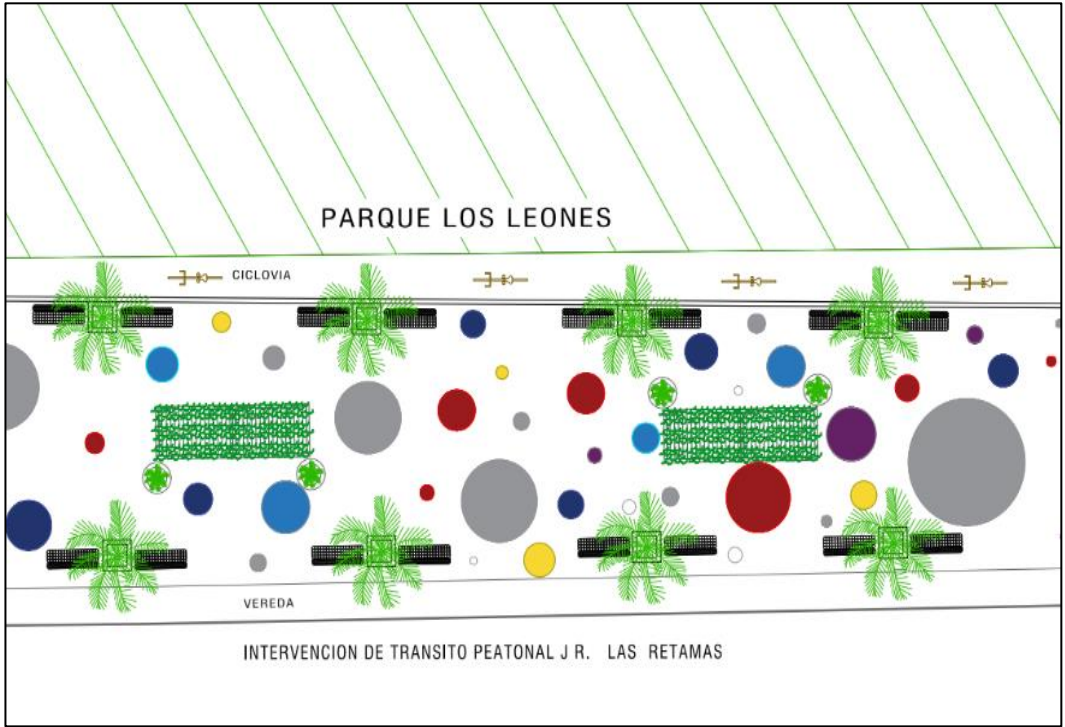 PARQUE LOS LEONES
CICLOVIA
VEREDA
INTERVENCION DE TRANSITO PEATONAL J R. LAS RETAMAS